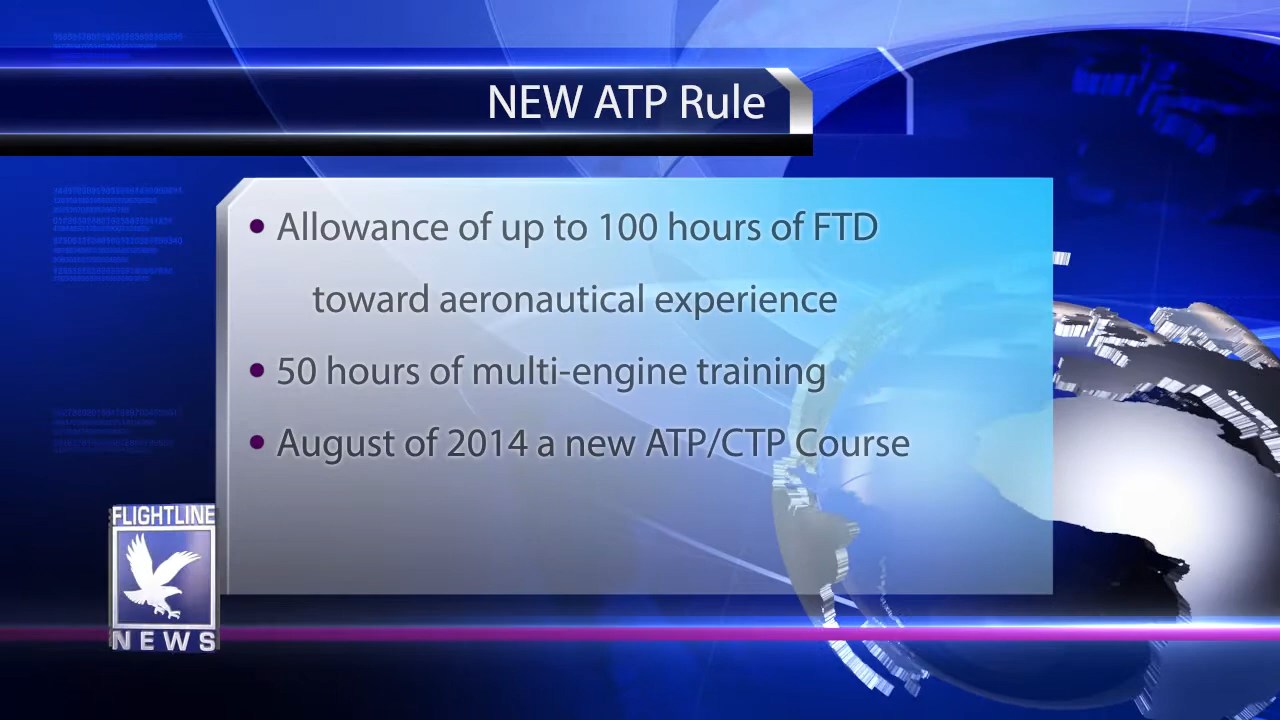 NEW ATP Rule
• Allowance of up to 100 hours of FTD
toward aeronautical experience
• 50 hours of multi-engine training
• August of 2014 a new ATP/CTP Course
FLIGHTLINE
NEWS